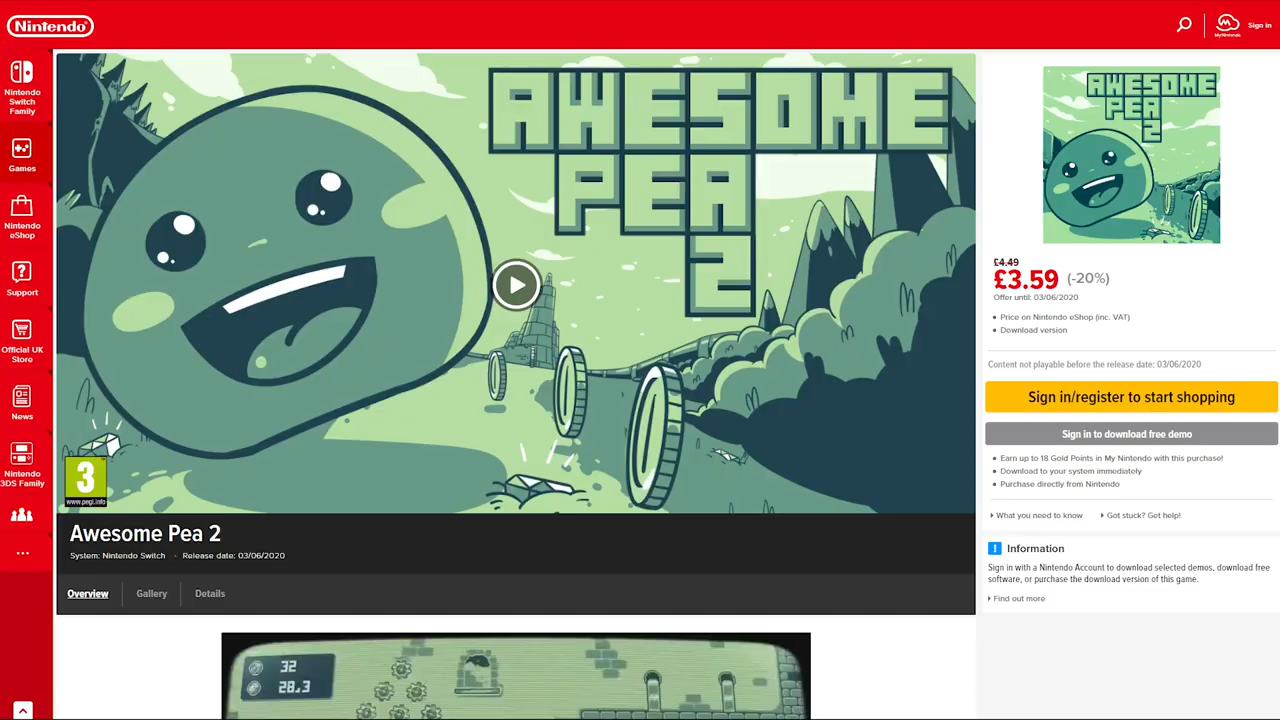 Nintendo
My Nintendo
Sign in
Nintendo
Switch
Family
Games
Nintendo
eShop
Support
Official UK
Store
News
Nintendo
3DS Family
...
AWESOME
PEA
2
3
www.pegi.info
Awesome Pea 2
System: Nintendo Switch - Release date: 03/06/2020
Overview
Gallery
Details
32
28.3
AWESOME
PEA
2
£4.49
£3.59 (-20%)
Offer until: 03/06/2020
Price on Nintendo eShop (inc. VAT)
Download version
Content not playable before the release date: 03/06/2020
Sign in/register to start shopping
Sign in to download free demo
Earn up to 18 Gold Points in My Nintendo with this purchase!
Download to your system immediately
Purchase directly from Nintendo
What you need to know
Got stuck? Get help!
! Information
Sign in with a Nintendo Account to download selected demos, download free
software, or purchase the download version of this game.
Find out more